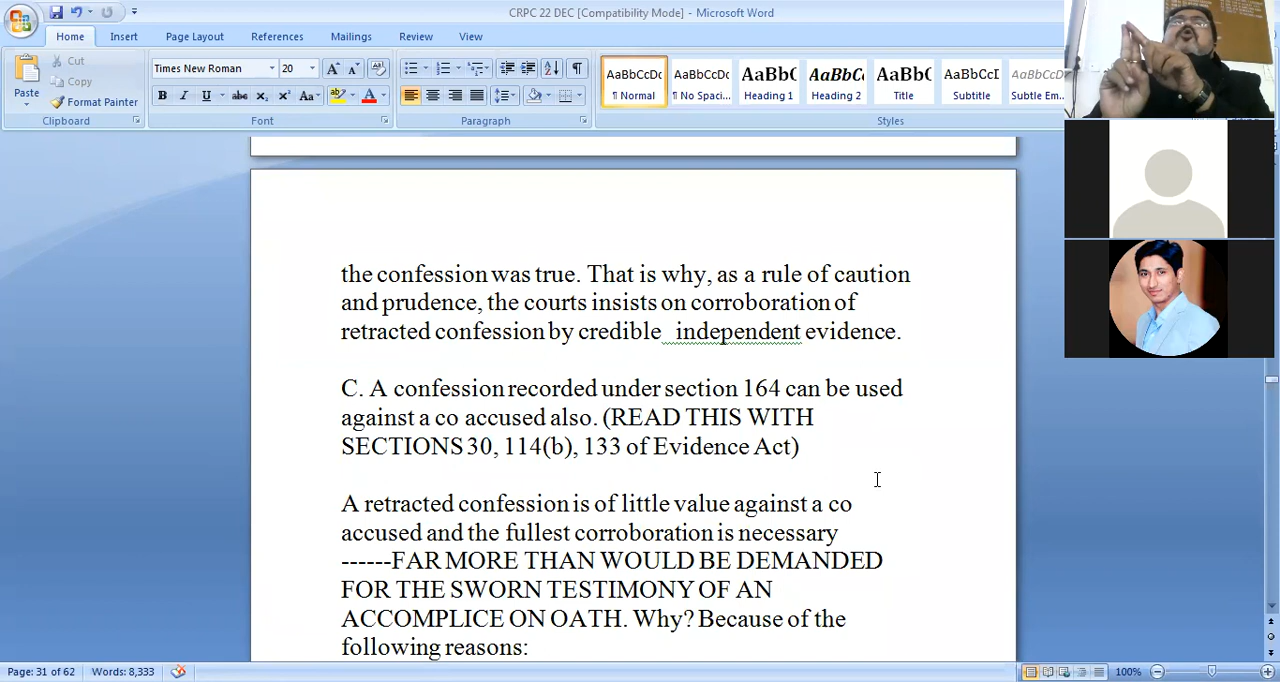 CRPC 22 DEC [Compatibility Mode] - Microsoft Word
Home Insert Page Layout References Mailings Review View
Cut
Copy
Paste
Format Painter
Clipboard
Times New Roman 20
Font
Paragraph
AaBbCcDc AaBbCcDc AaBbC AaBbCc AaBbC AaBbCcI AaBbCcDc
¶ Normal ¶ No Spaci... Heading 1 Heading 2 Title Subtitle Subtle Em...
Styles
the confession was true. That is why, as a rule of caution
and prudence, the courts insists on corroboration of
retracted confession by credible independent evidence.
C. A confession recorded under section 164 can be used
against a co accused also. (READ THIS WITH
SECTIONS 30, 114(b), 133 of Evidence Act)
A retracted confession is of little value against a co
accused and the fullest corroboration is necessary
------FAR MORE THAN WOULD BE DEMANDED
FOR THE SWORN TESTIMONY OF AN
ACCOMPLICE ON OATH. Why? Because of the
following reasons:
Page: 31 of 62 Words: 8,333 100%